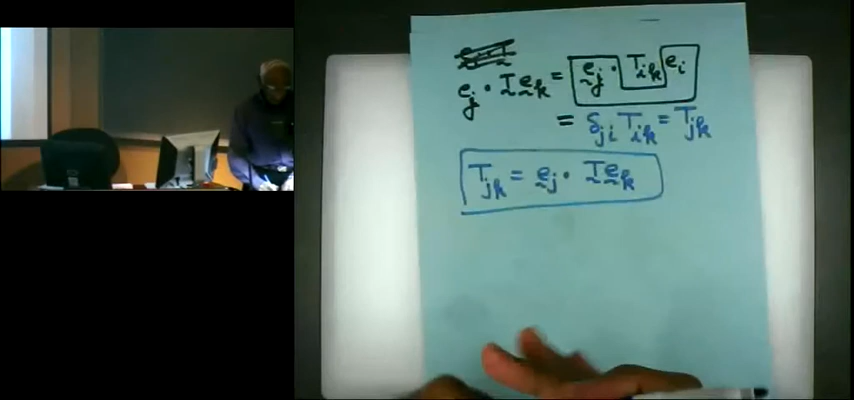 e_j · T e_k = e_j · T_ik e_i
= δ_ji T_ik = T_jk
T_jk = e_j · T e_k